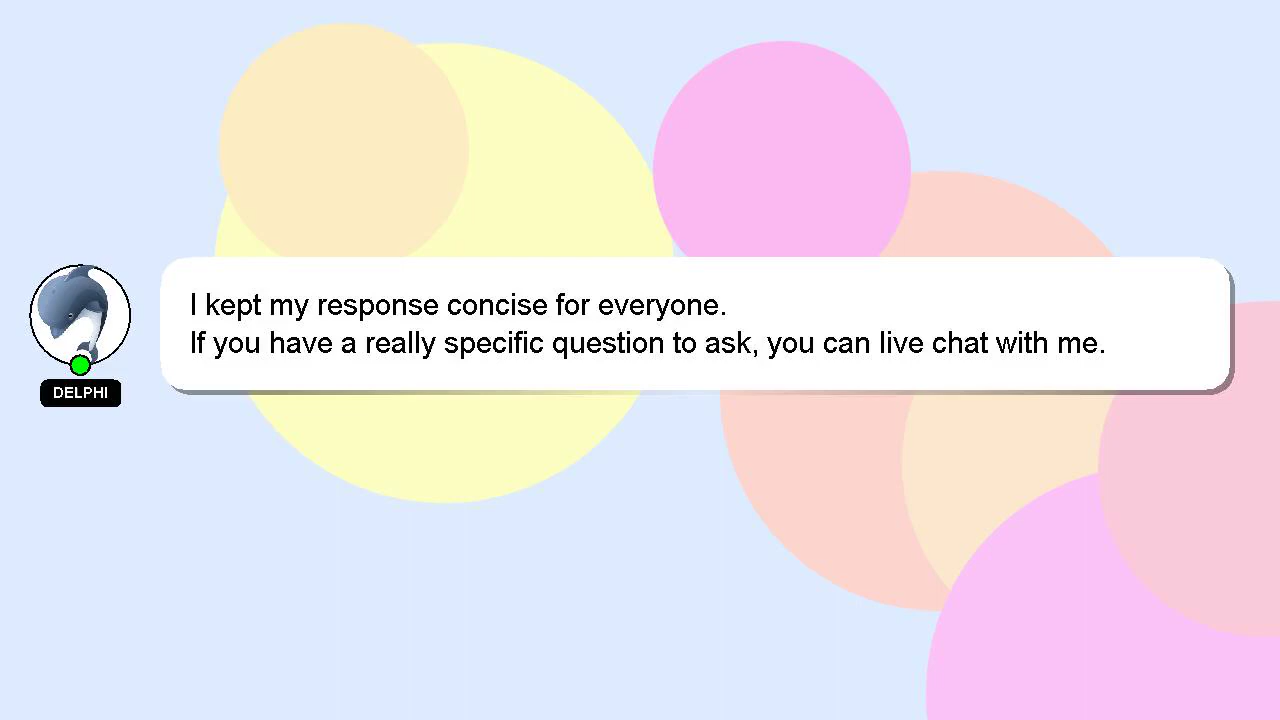 I kept my response concise for everyone.
If you have a really specific question to ask, you can live chat with me.
DELPHI